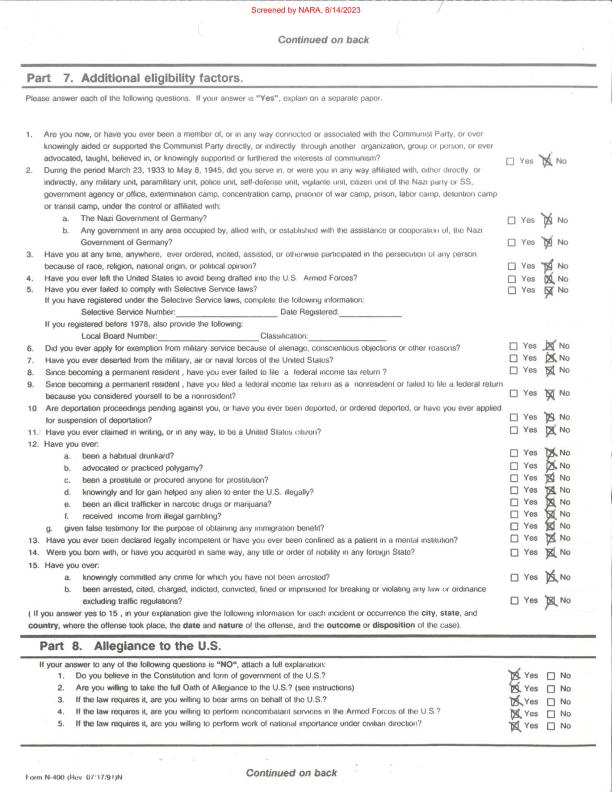 Screened by NARA, 8/14/2023
Continued on back
Part 7. Additional eligibility factors.
Please answer each of the following questions. If your answer is "Yes", explain on a separate paper.
1. Are you now, or have you ever been a member of, or in any way connected or associated with the Communist Party, or ever
knowingly aided or supported the Communist Party directly, or indirectly through another organization, group or person, or ever
advocated, taught, believed in, or knowingly supported or furthered the interests of communism? ☐ Yes ☒ No
2. During the period March 23, 1933 to May 8, 1945, did you serve in, or were you in any way affiliated with, either directly or
indirectly, any military unit, paramilitary unit, police unit, self-defense unit, vigilante unit, citizen unit of the Nazi party or SS,
government agency or office, extermination camp, concentration camp, prisoner of war camp, prison, labor camp, detention camp
or transit camp, under the control or affiliated with:
a. The Nazi Government of Germany? ☐ Yes ☒ No
b. Any government in any area occupied by, allied with, or established with the assistance or cooperation of, the Nazi
Government of Germany? ☐ Yes ☒ No
3. Have you at any time, anywhere, ever ordered, incited, assisted, or otherwise participated in the persecution of any person
because of race, religion, national origin, or political opinion? ☐ Yes ☒ No
4. Have you ever left the United States to avoid being drafted into the U.S. Armed Forces? ☐ Yes ☒ No
5. Have you ever failed to comply with Selective Service laws? ☐ Yes ☒ No
If you have registered under the Selective Service laws, complete the following information:
Selective Service Number: Date Registered:
If you registered before 1978, also provide the following:
Local Board Number: Classification:
6. Did you ever apply for exemption from military service because of alienage, conscientious objections or other reasons? ☐ Yes ☒ No
7. Have you ever deserted from the military, air or naval forces of the United States? ☐ Yes ☒ No
8. Since becoming a permanent resident , have you ever failed to file a federal income tax return ? ☐ Yes ☒ No
9. Since becoming a permanent resident , have you filed a federal income tax return as a nonresident or failed to file a federal return
because you considered yourself to be a nonresident? ☐ Yes ☒ No
10 Are deportation proceedings pending against you, or have you ever been deported, or ordered deported, or have you ever applied
for suspension of deportation? ☐ Yes ☒ No
11. Have you ever claimed in writing, or in any way, to be a United States citizen? ☐ Yes ☒ No
12. Have you ever:
a. been a habitual drunkard? ☐ Yes ☒ No
b. advocated or practiced polygamy? ☐ Yes ☒ No
c. been a prostitute or procured anyone for prostitution? ☐ Yes ☒ No
d. knowingly and for gain helped any alien to enter the U.S. illegally? ☐ Yes ☒ No
e. been an illicit trafficker in narcotic drugs or marijuana? ☐ Yes ☒ No
f. received income from illegal gambling? ☐ Yes ☒ No
g. given false testimony for the purpose of obtaining any immigration benefit? ☐ Yes ☒ No
13. Have you ever been declared legally incompetent or have you ever been confined as a patient in a mental institution? ☐ Yes ☒ No
14. Were you born with, or have you acquired in same way, any title or order of nobility in any foreign State? ☐ Yes ☒ No
15. Have you ever:
a. knowingly committed any crime for which you have not been arrested? ☐ Yes ☒ No
b. been arrested, cited, charged, indicted, convicted, fined or imprisoned for breaking or violating any law or ordinance
excluding traffic regulations? ☐ Yes ☒ No
( If you answer yes to 15 , in your explanation give the following information for each incident or occurrence the city, state, and
country, where the offense took place, the date and nature of the offense, and the outcome or disposition of the case).
Part 8. Allegiance to the U.S.
If your answer to any of the following questions is "NO", attach a full explanation:
1. Do you believe in the Constitution and form of government of the U.S.? ☒ Yes ☐ No
2. Are you willing to take the full Oath of Allegiance to the U.S.? (see instructions) ☒ Yes ☐ No
3. If the law requires it, are you willing to bear arms on behalf of the U.S.? ☒ Yes ☐ No
4. If the law requires it, are you willing to perform noncombatant services in the Armed Forces of the U.S.? ☒ Yes ☐ No
5. If the law requires it, are you willing to perform work of national importance under civilian direction? ☒ Yes ☐ No
Form N-400 (Rev 07/17/91)N
Continued on back